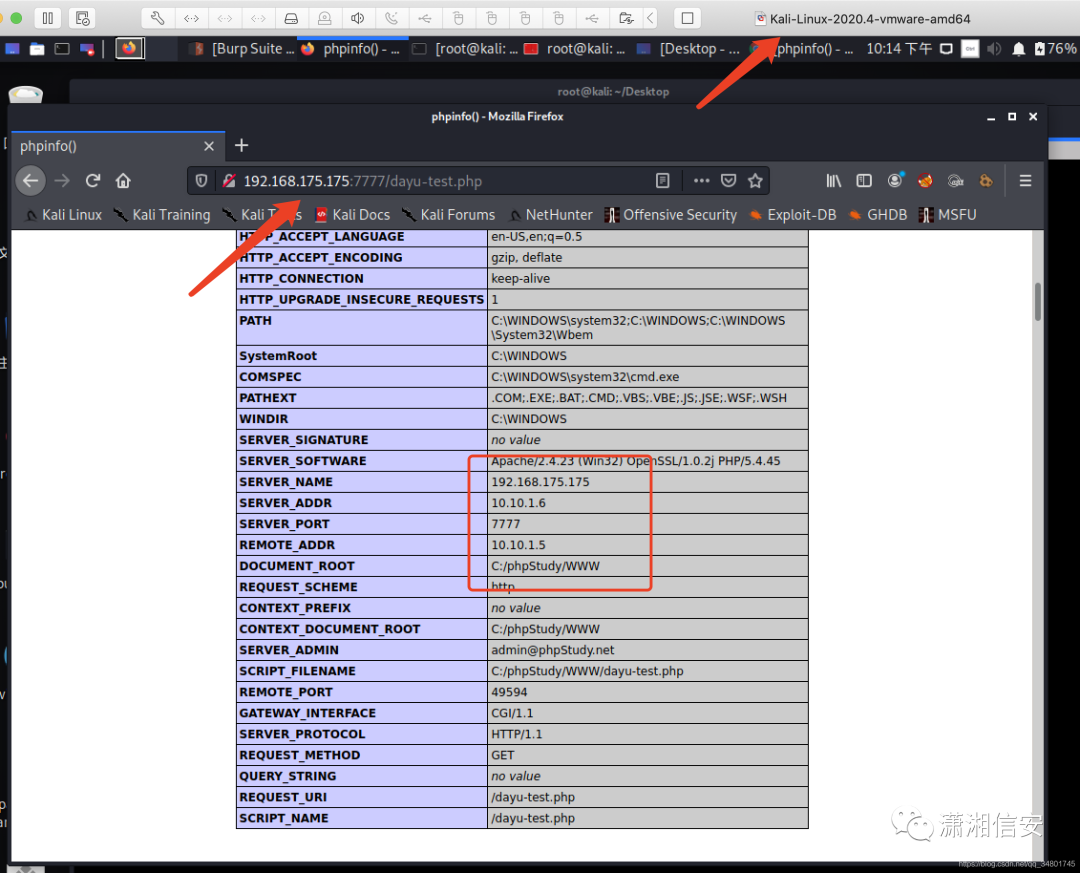 Kali-Linux-2020.4-vmware-amd64
[Burp Suite ... phpinfo() - ... [root@kali: ... root@kali: ... [Desktop - ... phpinfo() - ... 10:14 下午 76%
root@kali: ~/Desktop
phpinfo() - Mozilla Firefox
phpinfo()
192.168.175.175:7777/dayu-test.php
Kali Linux Kali Training Kali Tools Kali Docs Kali Forums NetHunter Offensive Security Exploit-DB GHDB MSFU
HTTP_ACCEPT_LANGUAGE en-US,en;q=0.5
HTTP_ACCEPT_ENCODING gzip, deflate
HTTP_CONNECTION keep-alive
HTTP_UPGRADE_INSECURE_REQUESTS 1
PATH C:\WINDOWS\system32;C:\WINDOWS;C:\WINDOWS
\System32\Wbem
SystemRoot C:\WINDOWS
COMSPEC C:\WINDOWS\system32\cmd.exe
PATHEXT .COM;.EXE;.BAT;.CMD;.VBS;.VBE;.JS;.JSE;.WSF;.WSH
WINDIR C:\WINDOWS
SERVER_SIGNATURE no value
SERVER_SOFTWARE Apache/2.4.23 (Win32) OpenSSL/1.0.2j PHP/5.4.45
SERVER_NAME 192.168.175.175
SERVER_ADDR 10.10.1.6
SERVER_PORT 7777
REMOTE_ADDR 10.10.1.5
DOCUMENT_ROOT C:/phpStudy/WWW
REQUEST_SCHEME http
CONTEXT_PREFIX no value
CONTEXT_DOCUMENT_ROOT C:/phpStudy/WWW
SERVER_ADMIN admin@phpStudy.net
SCRIPT_FILENAME C:/phpStudy/WWW/dayu-test.php
REMOTE_PORT 49594
GATEWAY_INTERFACE CGI/1.1
SERVER_PROTOCOL HTTP/1.1
REQUEST_METHOD GET
QUERY_STRING no value
REQUEST_URI /dayu-test.php
SCRIPT_NAME /dayu-test.php
潇湘信安
https://blog.csdn.net/qq_34801745